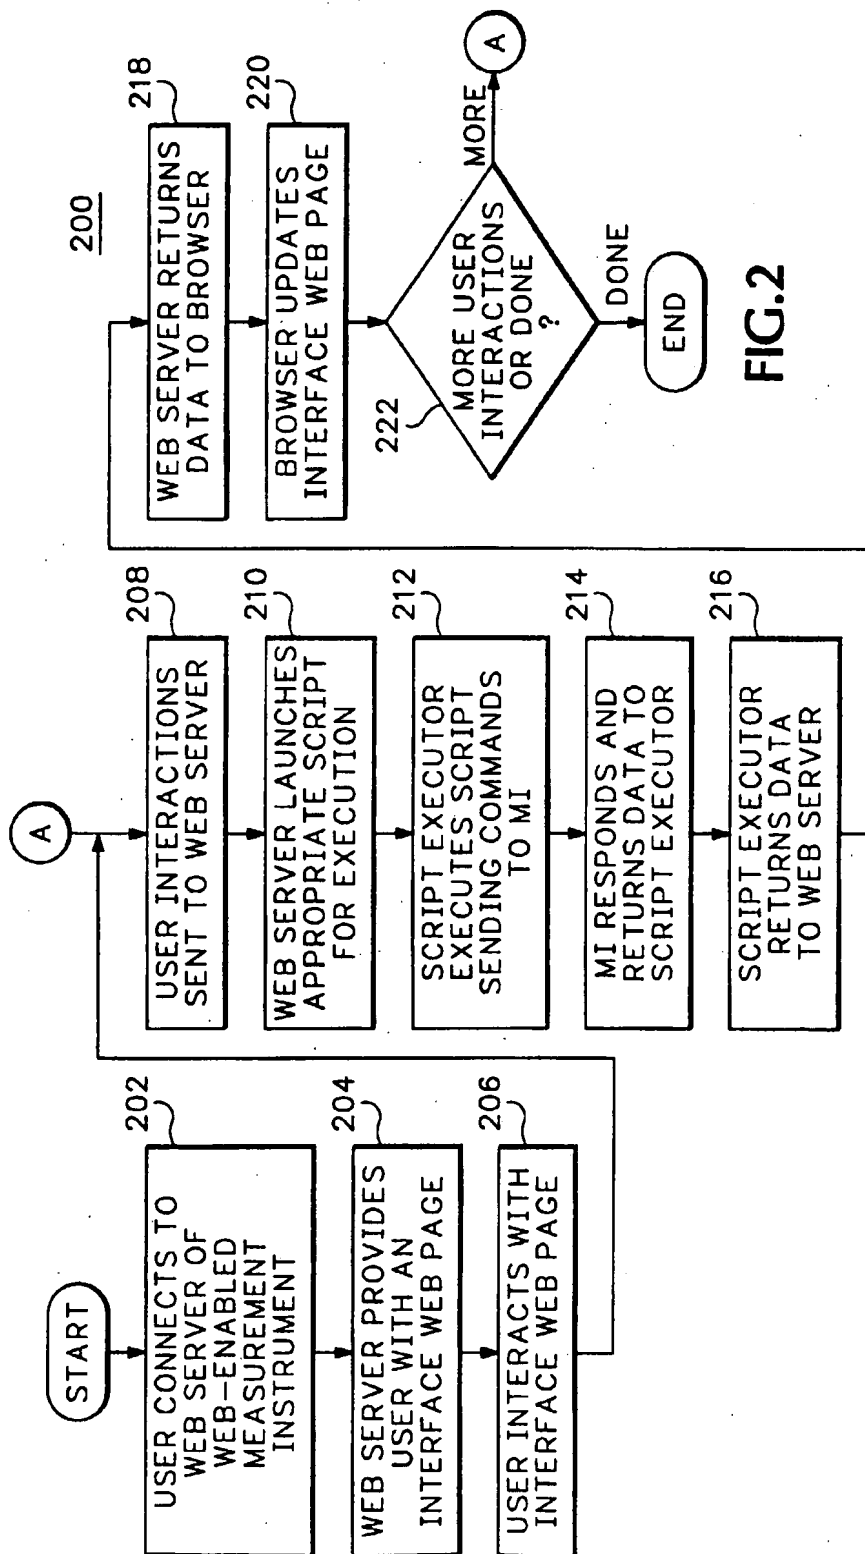 200
START
USER CONNECTS TO
WEB SERVER OF
WEB-ENABLED
MEASUREMENT
INSTRUMENT
202
WEB SERVER PROVIDES
USER WITH AN
INTERFACE WEB PAGE
204
USER INTERACTS WITH
INTERFACE WEB PAGE
206
A
USER INTERACTIONS
SENT TO WEB SERVER
208
WEB SERVER LAUNCHES
APPROPRIATE SCRIPT
FOR EXECUTION
210
SCRIPT EXECUTOR
EXECUTES SCRIPT
SENDING COMMANDS
TO MI
212
MI RESPONDS AND
RETURNS DATA TO
SCRIPT EXECUTOR
214
SCRIPT EXECUTOR
RETURNS DATA
TO WEB SERVER
216
WEB SERVER RETURNS
DATA TO BROWSER
218
BROWSER UPDATES
INTERFACE WEB PAGE
220
MORE USER
INTERACTIONS
OR DONE
?
222
MORE
A
DONE
END
FIG.2